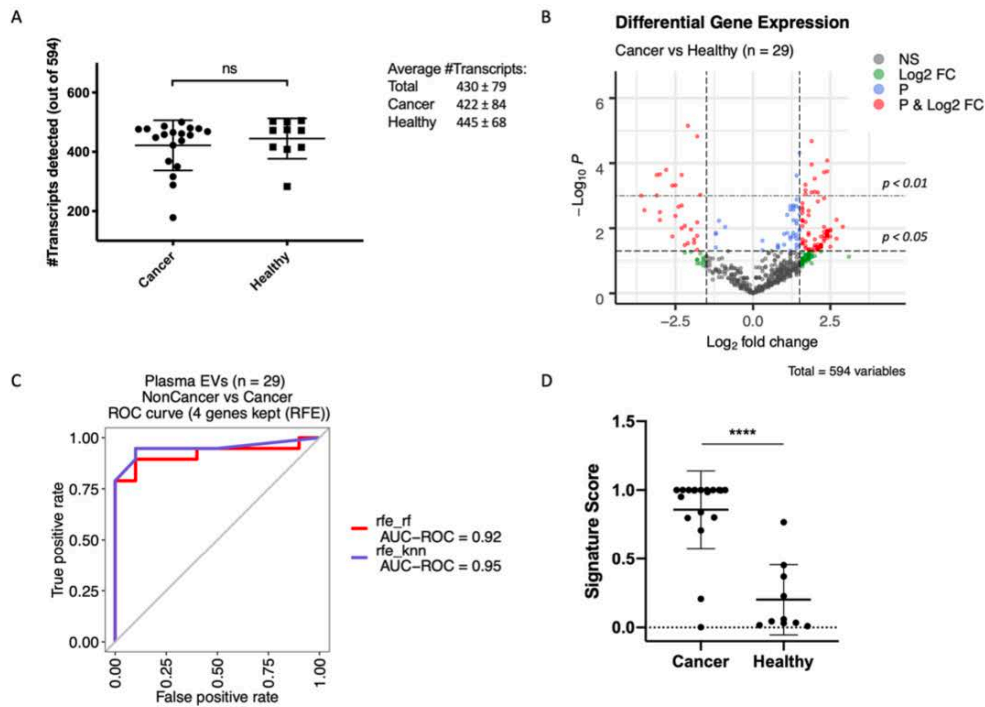 A
#Transcripts detected (out of 594)
600
400
200
ns
Cancer
Healthy
Average #Transcripts:
Total 430 ± 79
Cancer 422 ± 84
Healthy 445 ± 68
B
Differential Gene Expression
Cancer vs Healthy (n = 29)
NS
Log2 FC
P
P & Log2 FC
−Log10 P
6
4
2
0
p < 0.01
p < 0.05
−2.5
0.0
2.5
Log2 fold change
Total = 594 variables
C
Plasma EVs (n = 29)
NonCancer vs Cancer
ROC curve (4 genes kept (RFE))
True positive rate
1.00
0.75
0.50
0.25
0.00
0.00
0.25
0.50
0.75
1.00
False positive rate
rfe_rf
AUC−ROC = 0.92
rfe_knn
AUC−ROC = 0.95
D
Signature Score
1.5
1.0
0.5
0.0
****
Cancer
Healthy